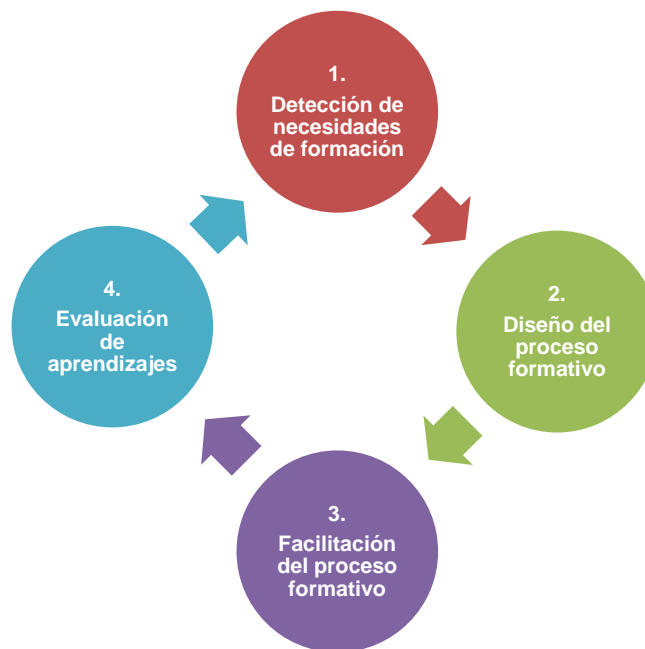 1.
Detección de
necesidades
de formación
2.
Diseño del
proceso
formativo
3.
Facilitación
del proceso
formativo
4.
Evaluación
de
aprendizajes